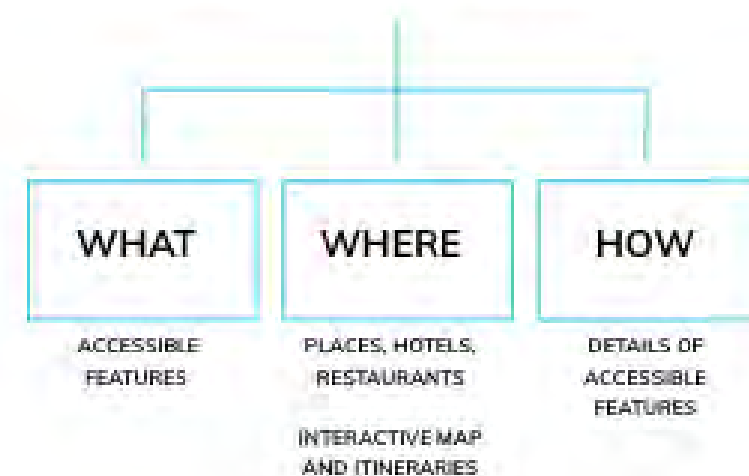 WHAT
ACCESSIBLE
FEATURES
WHERE
PLACES, HOTELS,
RESTAURANTS
INTERACTIVE MAP
AND ITINERARIES
HOW
DETAILS OF
ACCESSIBLE
FEATURES